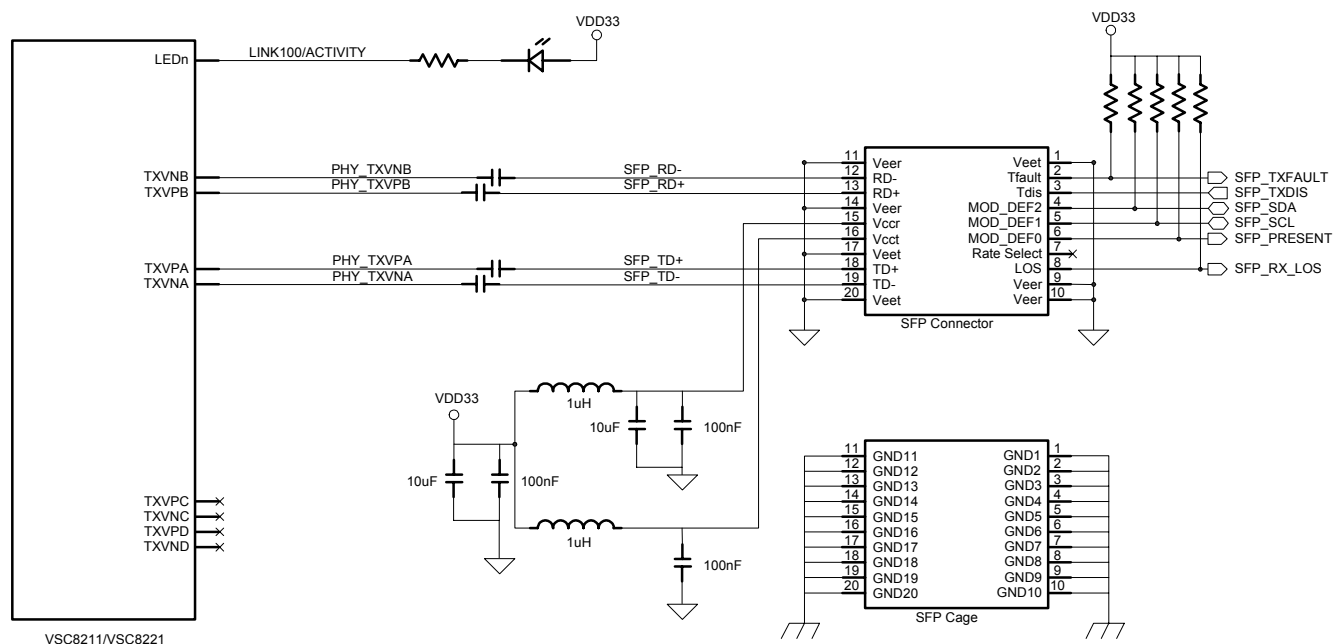 VDD33
VDD33
LEDn
LINK100/ACTIVITY
TXVNB
PHY_TXVNB
SFP_RD-
TXVPB
PHY_TXVPB
SFP_RD+
TXVPA
PHY_TXVPA
SFP_TD+
TXVNA
PHY_TXVNA
SFP_TD-
11 Veer Veet 1
12 RD- Tfault 2 SFP_TXFAULT
13 RD+ Tdis 3 SFP_TXDIS
14 Veer MOD_DEF2 4 SFP_SDA
15 Vccr MOD_DEF1 5 SFP_SCL
16 Vcct MOD_DEF0 6 SFP_PRESENT
17 Veet Rate Select 7
18 TD+ LOS 8 SFP_RX_LOS
19 TD- Veer 9
20 Veet Veer 10
SFP Connector
VDD33
1uH
10uF
100nF
10uF
100nF
1uH
100nF
TXVPC
TXVNC
TXVPD
TXVND
11 GND11 GND1 1
12 GND12 GND2 2
13 GND13 GND3 3
14 GND14 GND4 4
15 GND15 GND5 5
16 GND16 GND6 6
17 GND17 GND7 7
18 GND18 GND8 8
19 GND19 GND9 9
20 GND20 GND10 10
SFP Cage
VSC8211/VSC8221